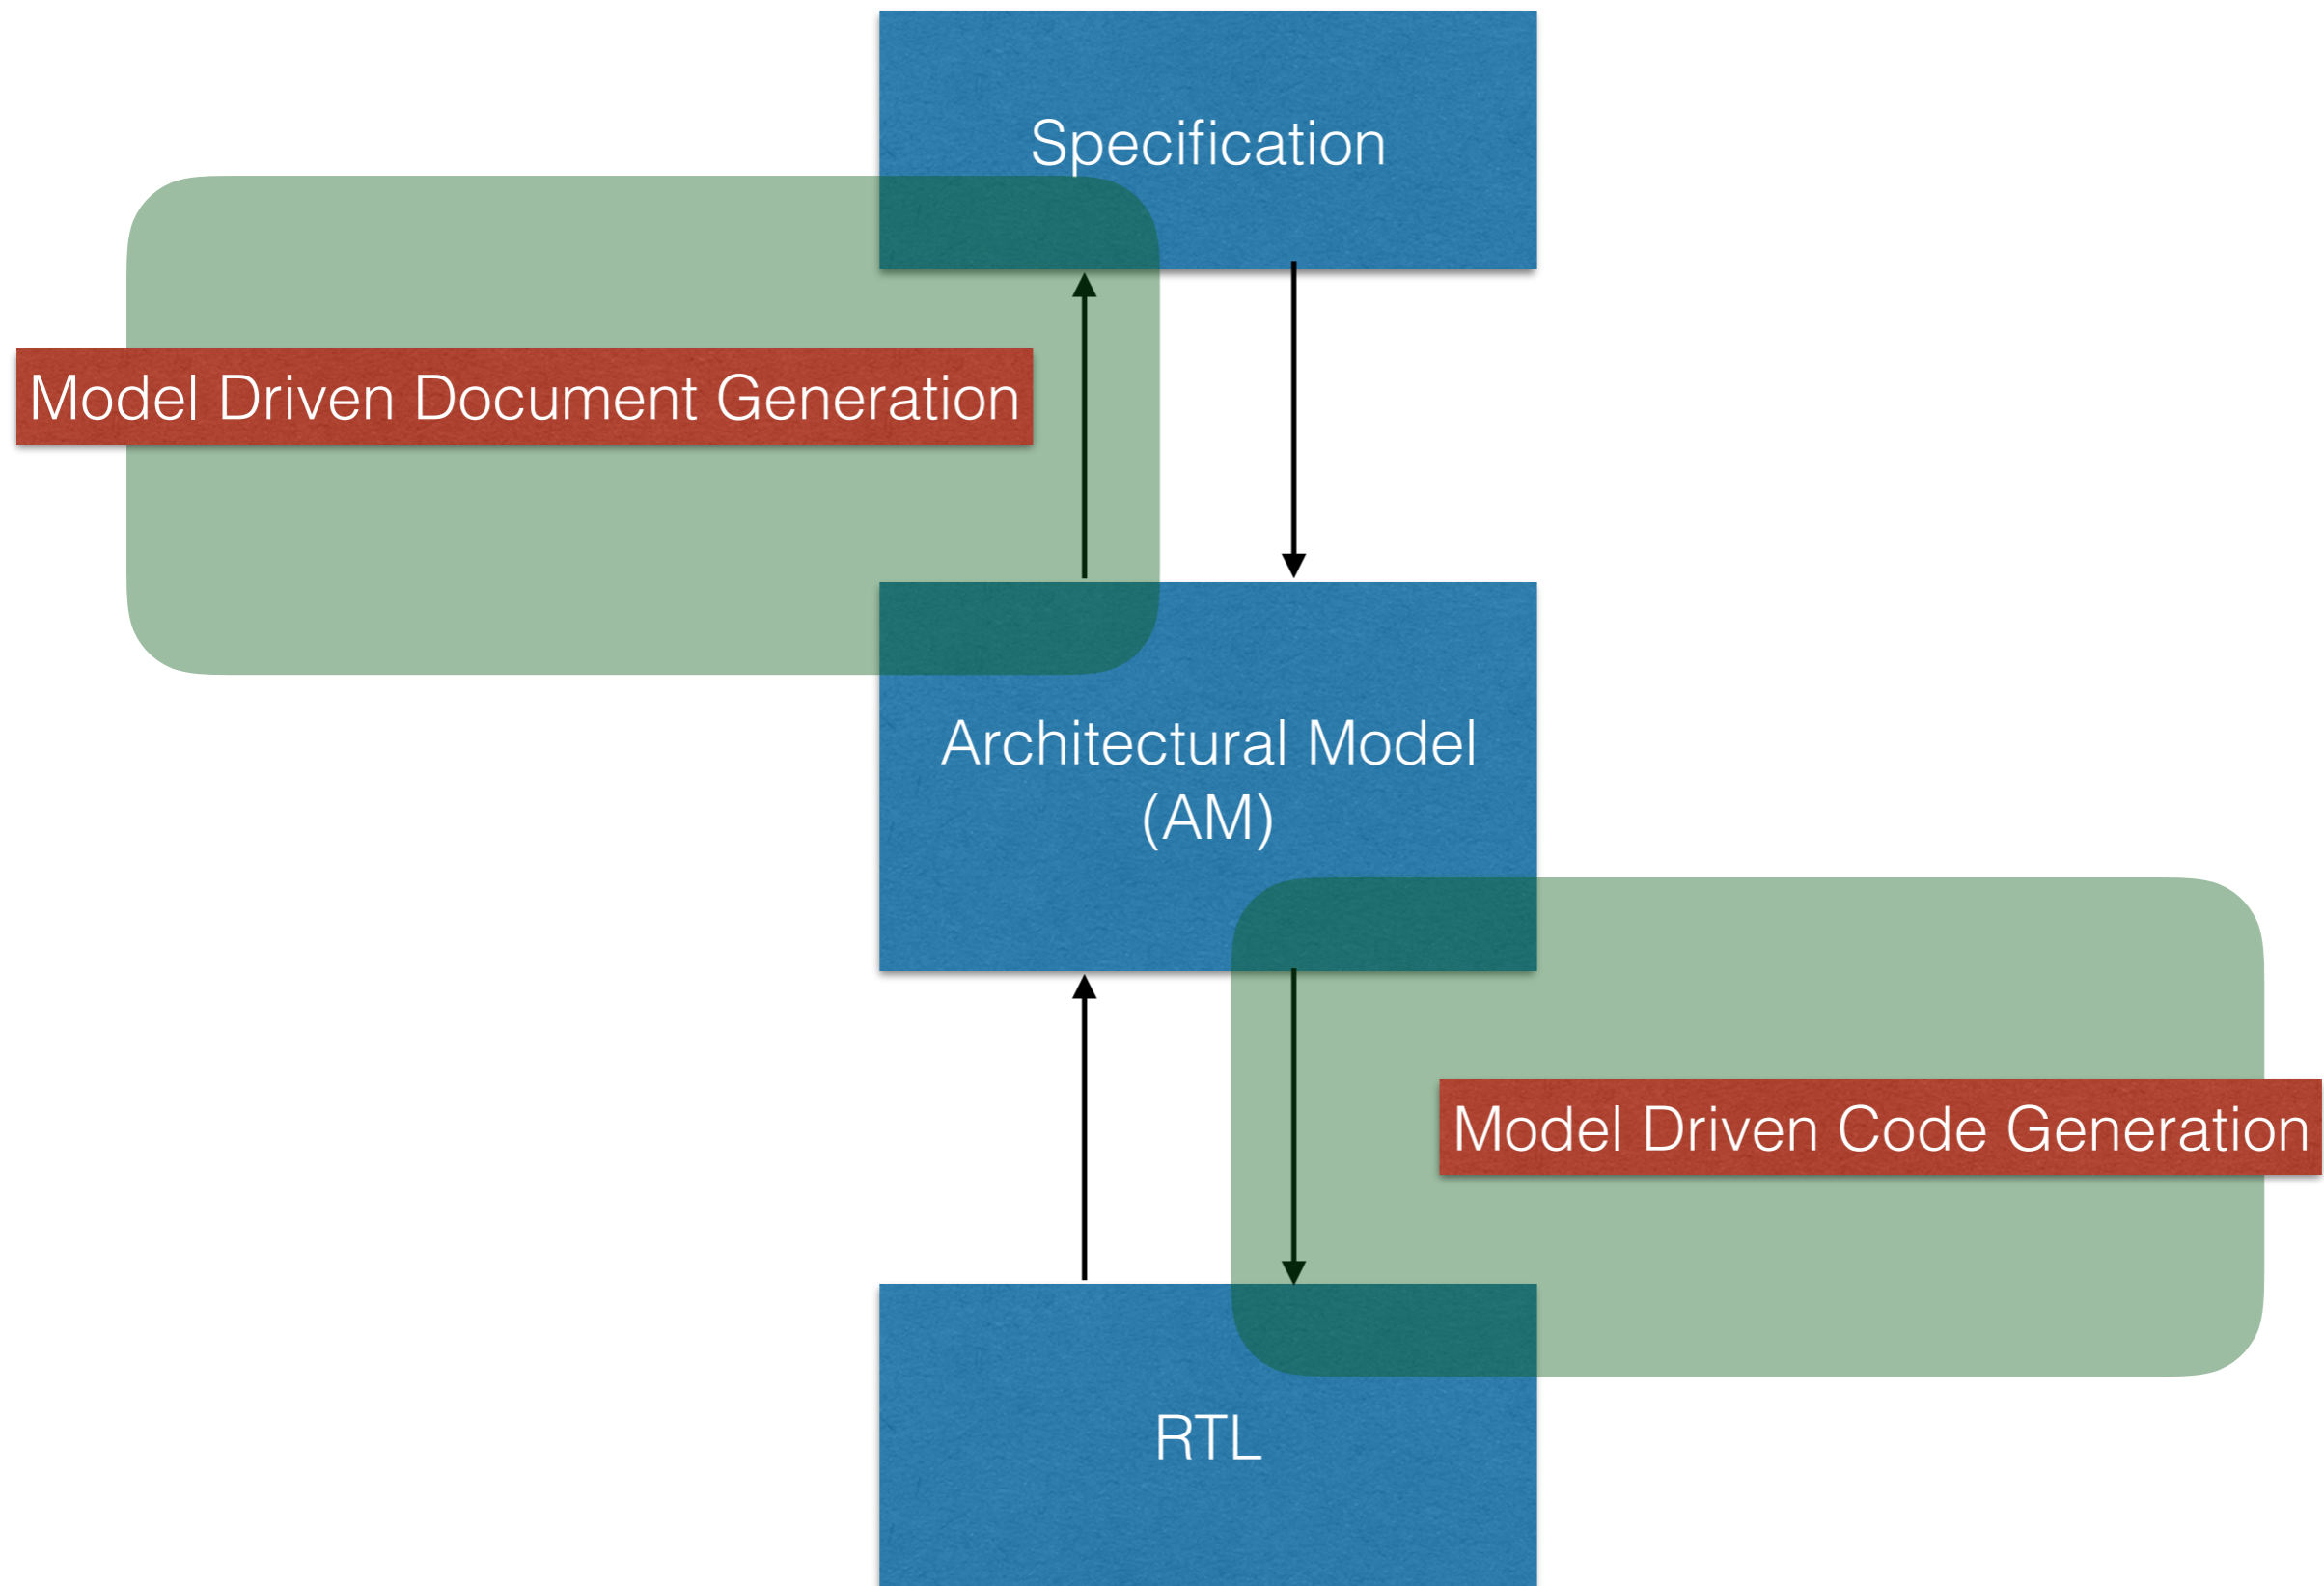 Specification
Model Driven Document Generation
Architectural Model
(AM)
Model Driven Code Generation
RTL